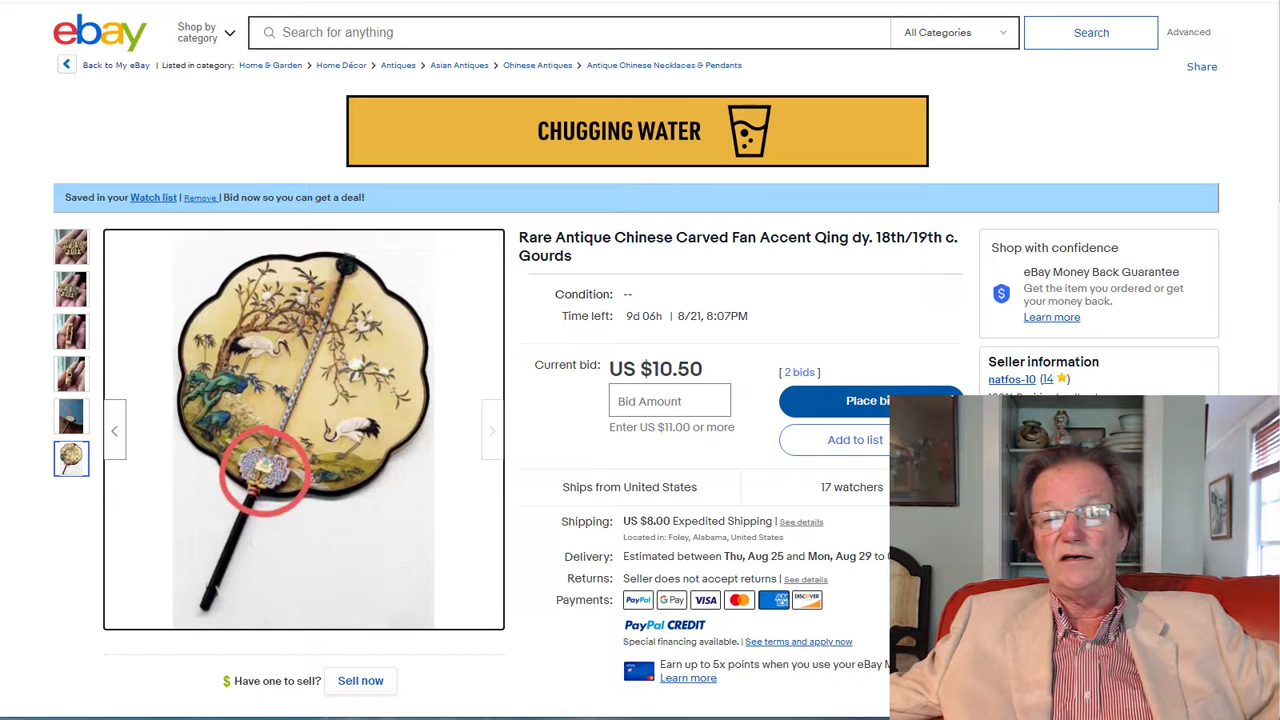 ebay
Shop by
category
Search for anything
All Categories
Search
Advanced
Back to My eBay | Listed in category: Home & Garden > Home Décor > Antiques > Asian Antiques > Chinese Antiques > Antique Chinese Necklaces & Pendants
Share
CHUGGING WATER
Saved in your Watch list | Remove | Bid now so you can get a deal!
Rare Antique Chinese Carved Fan Accent Qing dy. 18th/19th c.
Gourds
Condition: --
Time left: 9d 06h | 8/21, 8:07PM
Current bid: US $10.50 [ 2 bids ]
Bid Amount
Place bi
Enter US $11.00 or more
Add to list
Ships from United States
17 watchers
Shipping: US $8.00 Expedited Shipping | See details
Located in: Foley, Alabama, United States
Delivery: Estimated between Thu, Aug 25 and Mon, Aug 29 to
Returns: Seller does not accept returns | See details
Payments: PayPal G Pay VISA DISCOVER
PayPal CREDIT
Special financing available. | See terms and apply now
Earn up to 5x points when you use your eBay M
Learn more
Shop with confidence
eBay Money Back Guarantee
Get the item you ordered or get
your money back.
Learn more
Seller information
natfos-10 (14)
$ Have one to sell? Sell now